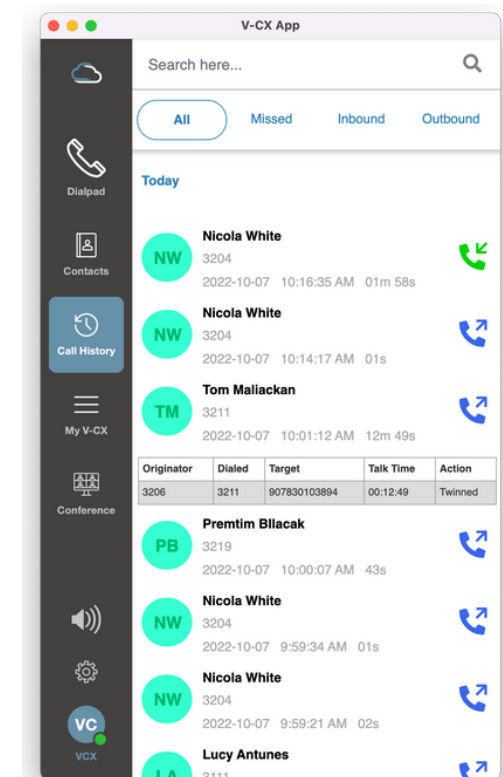 V-CX App
Search here...
All Missed Inbound Outbound
Dialpad
Contacts
Call History
My V-CX
Conference
VC
VCX
Today
NW
Nicola White
3204
2022-10-07 10:16:35 AM 01m 58s
NW
Nicola White
3204
2022-10-07 10:14:17 AM 01s
TM
Tom Maliackan
3211
2022-10-07 10:01:12 AM 12m 49s
Originator Dialed Target Talk Time Action
3206 3211 907830103894 00:12:49 Twinned
PB
Premtim Bllacak
3219
2022-10-07 10:00:07 AM 43s
NW
Nicola White
3204
2022-10-07 9:59:34 AM 01s
NW
Nicola White
3204
2022-10-07 9:59:21 AM 02s
LA
Lucy Antunes
3111